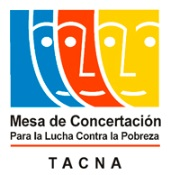 Mesa de Concertación
Para la Lucha Contra la Pobreza
TACNA